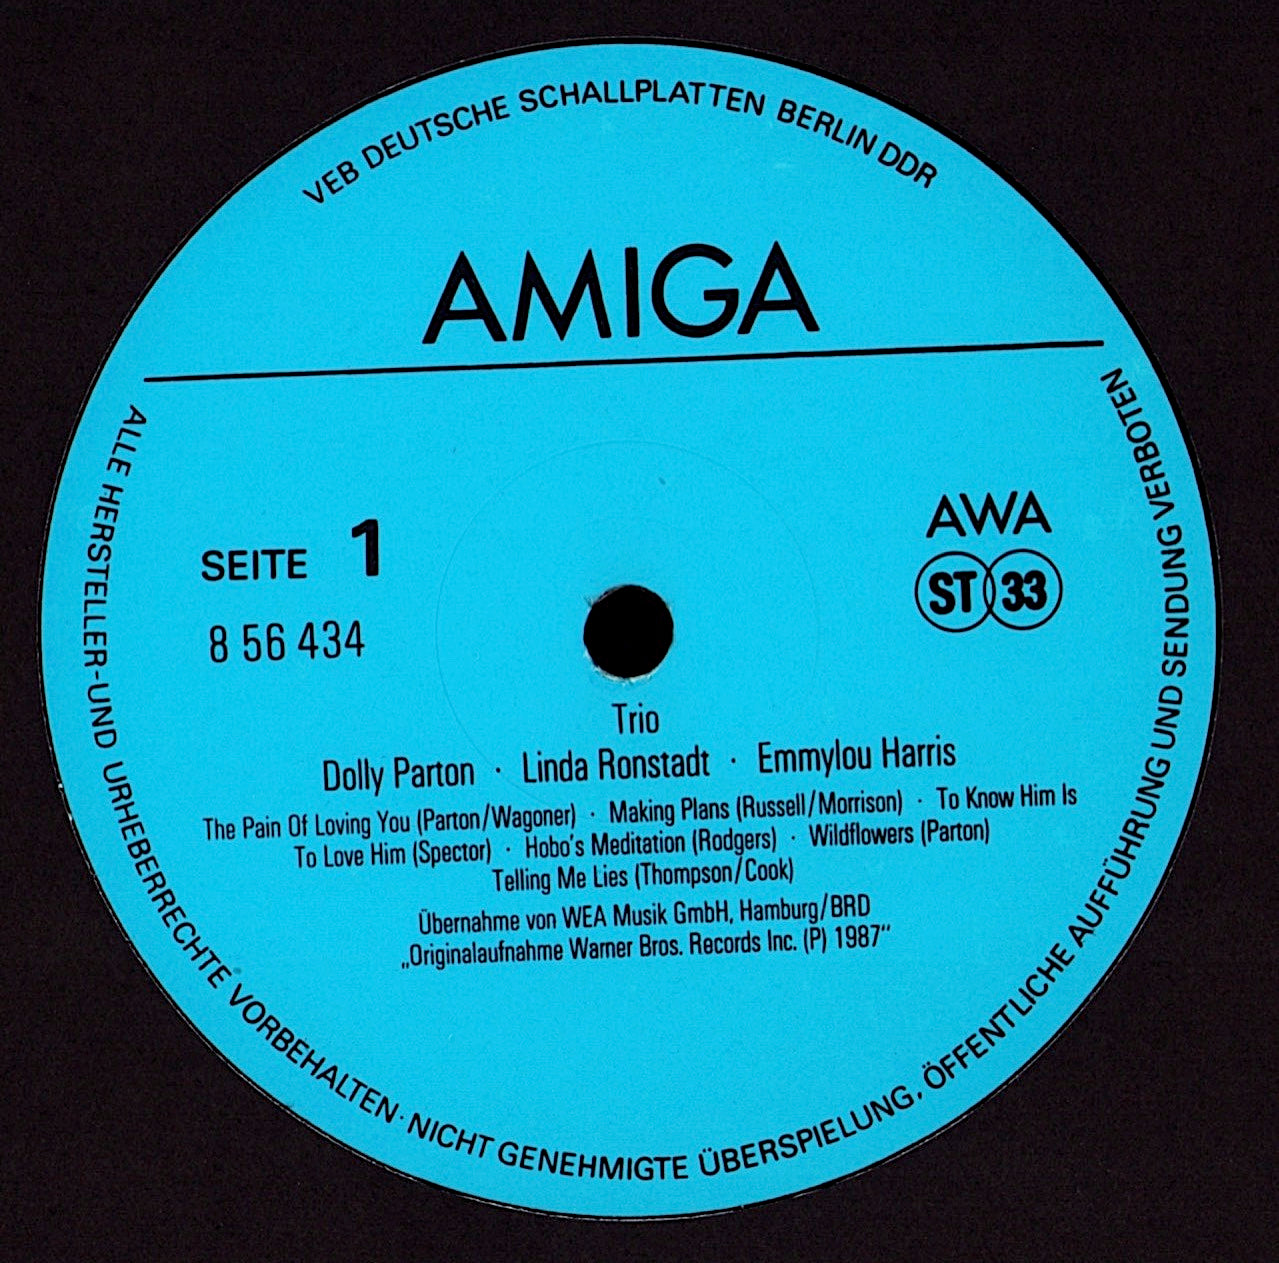 VEB DEUTSCHE SCHALLPLATTEN BERLIN DDR
AMIGA
SEITE 1
8 56 434
AWA
ST 33
Trio
Dolly Parton · Linda Ronstadt · Emmylou Harris
The Pain Of Loving You (Parton/Wagoner) · Making Plans (Russell/Morrison) · To Know Him Is
To Love Him (Spector) · Hobo's Meditation (Rodgers) · Wildflowers (Parton)
Telling Me Lies (Thompson/Cook)
Übernahme von WEA Musik GmbH, Hamburg/BRD
„Originalaufnahme Warner Bros. Records Inc. (P) 1987“
ALLE HERSTELLER-UND URHEBERRECHTE VORBEHALTEN · NICHT GENEHMIGTE ÜBERSPIELUNG, ÖFFENTLICHE AUFFÜHRUNG UND SENDUNG VERBOTEN